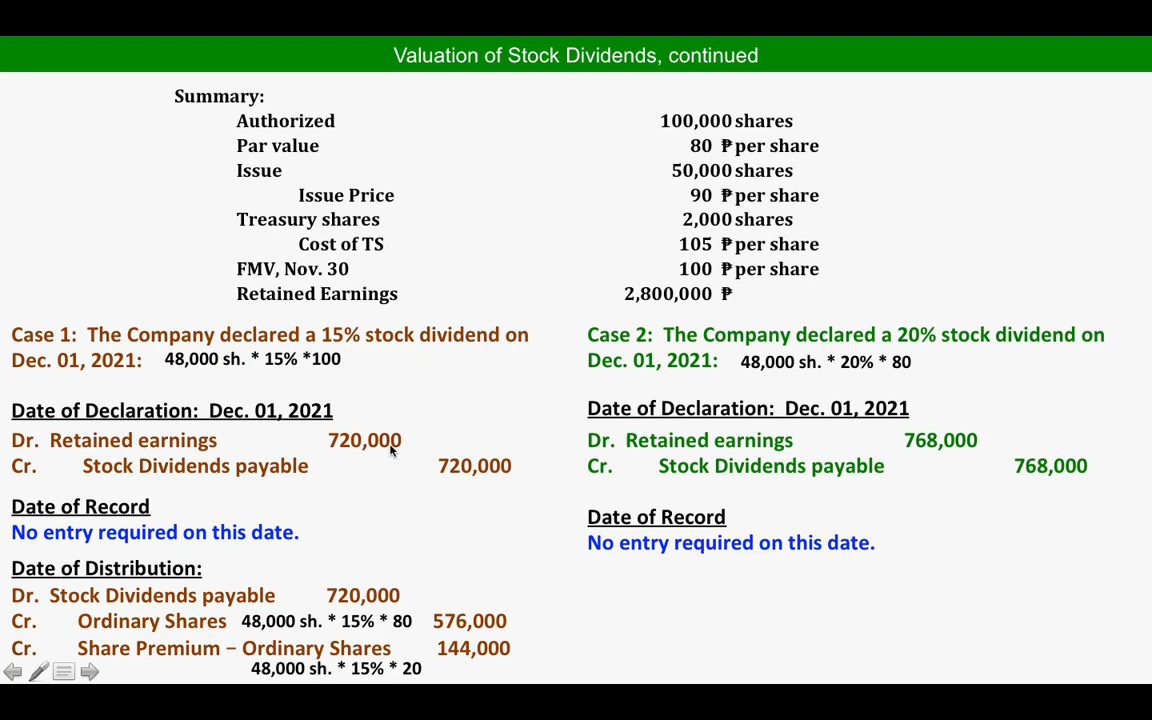 Valuation of Stock Dividends, continued
Summary:
Authorized 100,000 shares
Par value 80 ₱ per share
Issue 50,000 shares
Issue Price 90 ₱ per share
Treasury shares 2,000 shares
Cost of TS 105 ₱ per share
FMV, Nov. 30 100 ₱ per share
Retained Earnings 2,800,000 ₱
Case 1: The Company declared a 15% stock dividend on
Dec. 01, 2021: 48,000 sh. * 15% *100
Date of Declaration: Dec. 01, 2021
Dr. Retained earnings 720,000
Cr. Stock Dividends payable 720,000
Date of Record
No entry required on this date.
Date of Distribution:
Dr. Stock Dividends payable 720,000
Cr. Ordinary Shares 48,000 sh. * 15% * 80 576,000
Cr. Share Premium – Ordinary Shares 144,000
48,000 sh. * 15% * 20
Case 2: The Company declared a 20% stock dividend on
Dec. 01, 2021: 48,000 sh. * 20% * 80
Date of Declaration: Dec. 01, 2021
Dr. Retained earnings 768,000
Cr. Stock Dividends payable 768,000
Date of Record
No entry required on this date.